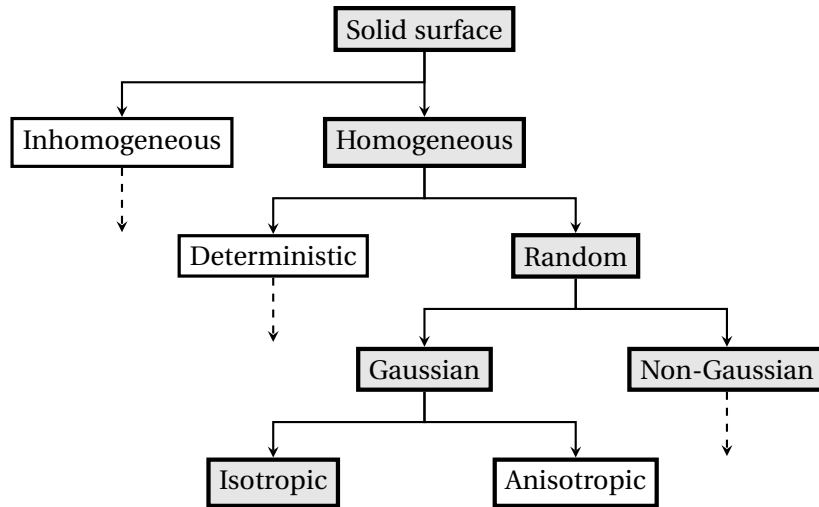 Solid surface
Inhomogeneous
Homogeneous
Deterministic
Random
Gaussian
Non-Gaussian
Isotropic
Anisotropic